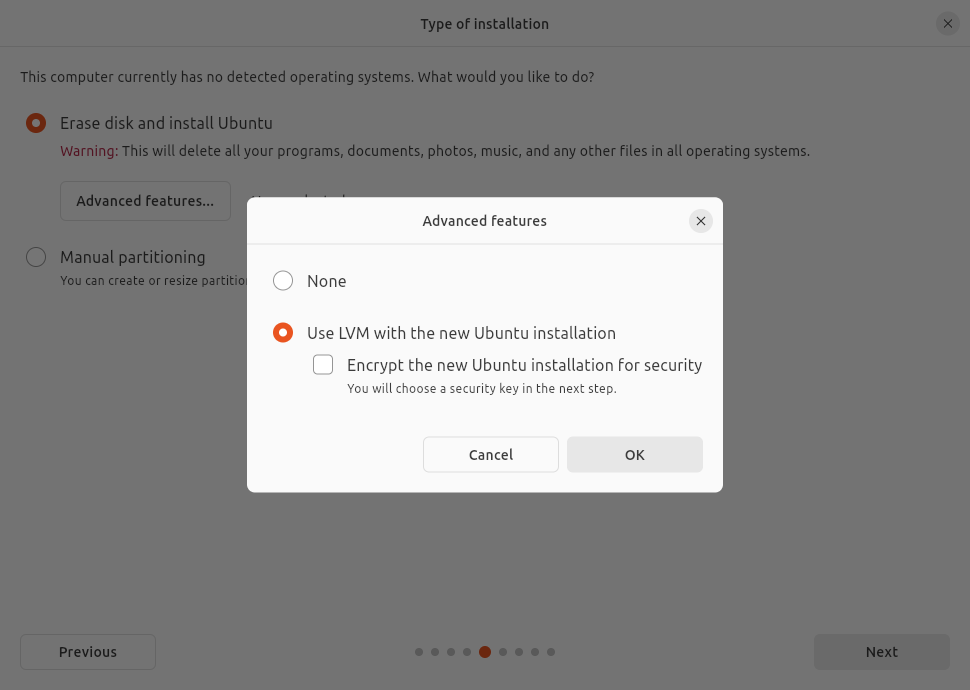 Type of installation
This computer currently has no detected operating systems. What would you like to do?
Erase disk and install Ubuntu
Warning: This will delete all your programs, documents, photos, music, and any other files in all operating systems.
Advanced features...
Manual partitioning
You can create or resize
Advanced features
None
Use LVM with the new Ubuntu installation
Encrypt the new Ubuntu installation for security
You will choose a security key in the next step.
Cancel
OK
Previous
Next